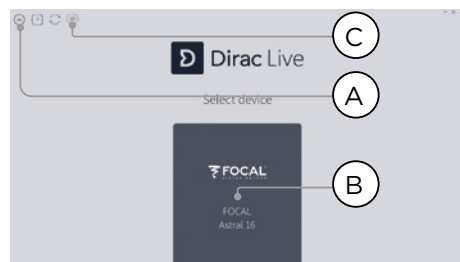 C
Dirac Live
A
Select device
FOCAL
B
FOCAL
Astral 16